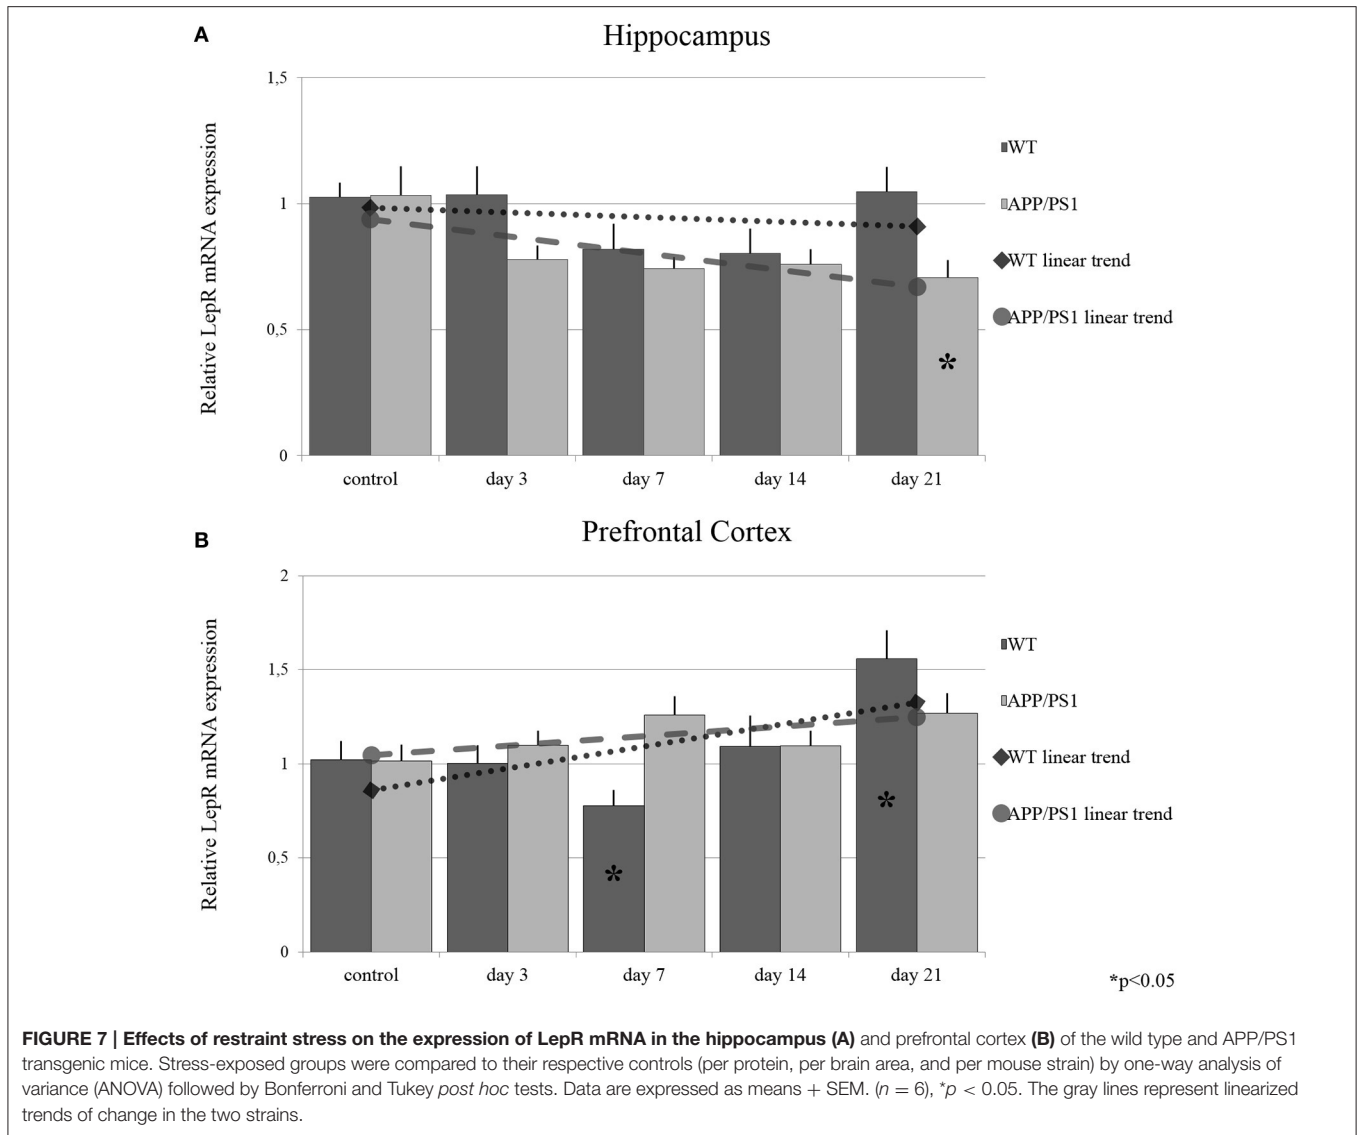 A
Hippocampus
1,5
1
0,5
0
Relative LepR mRNA expression
control
day 3
day 7
day 14
day 21
*
WT
APP/PS1
WT linear trend
APP/PS1 linear trend
B
Prefrontal Cortex
2
1,5
1
0,5
0
Relative LepR mRNA expression
control
day 3
day 7
day 14
day 21
*
*
WT
APP/PS1
WT linear trend
APP/PS1 linear trend
*p<0.05
FIGURE 7 | Effects of restraint stress on the expression of LepR mRNA in the hippocampus (A) and prefrontal cortex (B) of the wild type and APP/PS1
transgenic mice. Stress-exposed groups were compared to their respective controls (per protein, per brain area, and per mouse strain) by one-way analysis of
variance (ANOVA) followed by Bonferroni and Tukey post hoc tests. Data are expressed as means + SEM. (n = 6), *p < 0.05. The gray lines represent linearized
trends of change in the two strains.